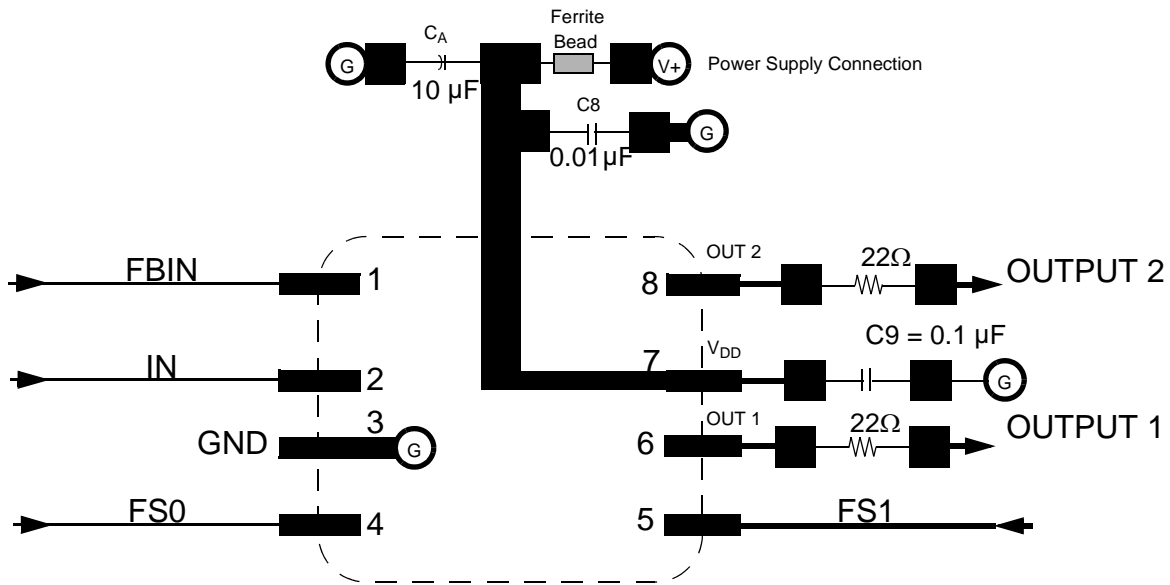 Ferrite
Bead
C_A
G
V+
Power Supply Connection
10 µF
C8
G
0.01µF
FBIN
1
8
OUT 2
22Ω
OUTPUT 2
IN
2
7
V_DD
C9 = 0.1 µF
G
GND
3
G
6
OUT 1
22Ω
OUTPUT 1
FS0
4
5
FS1